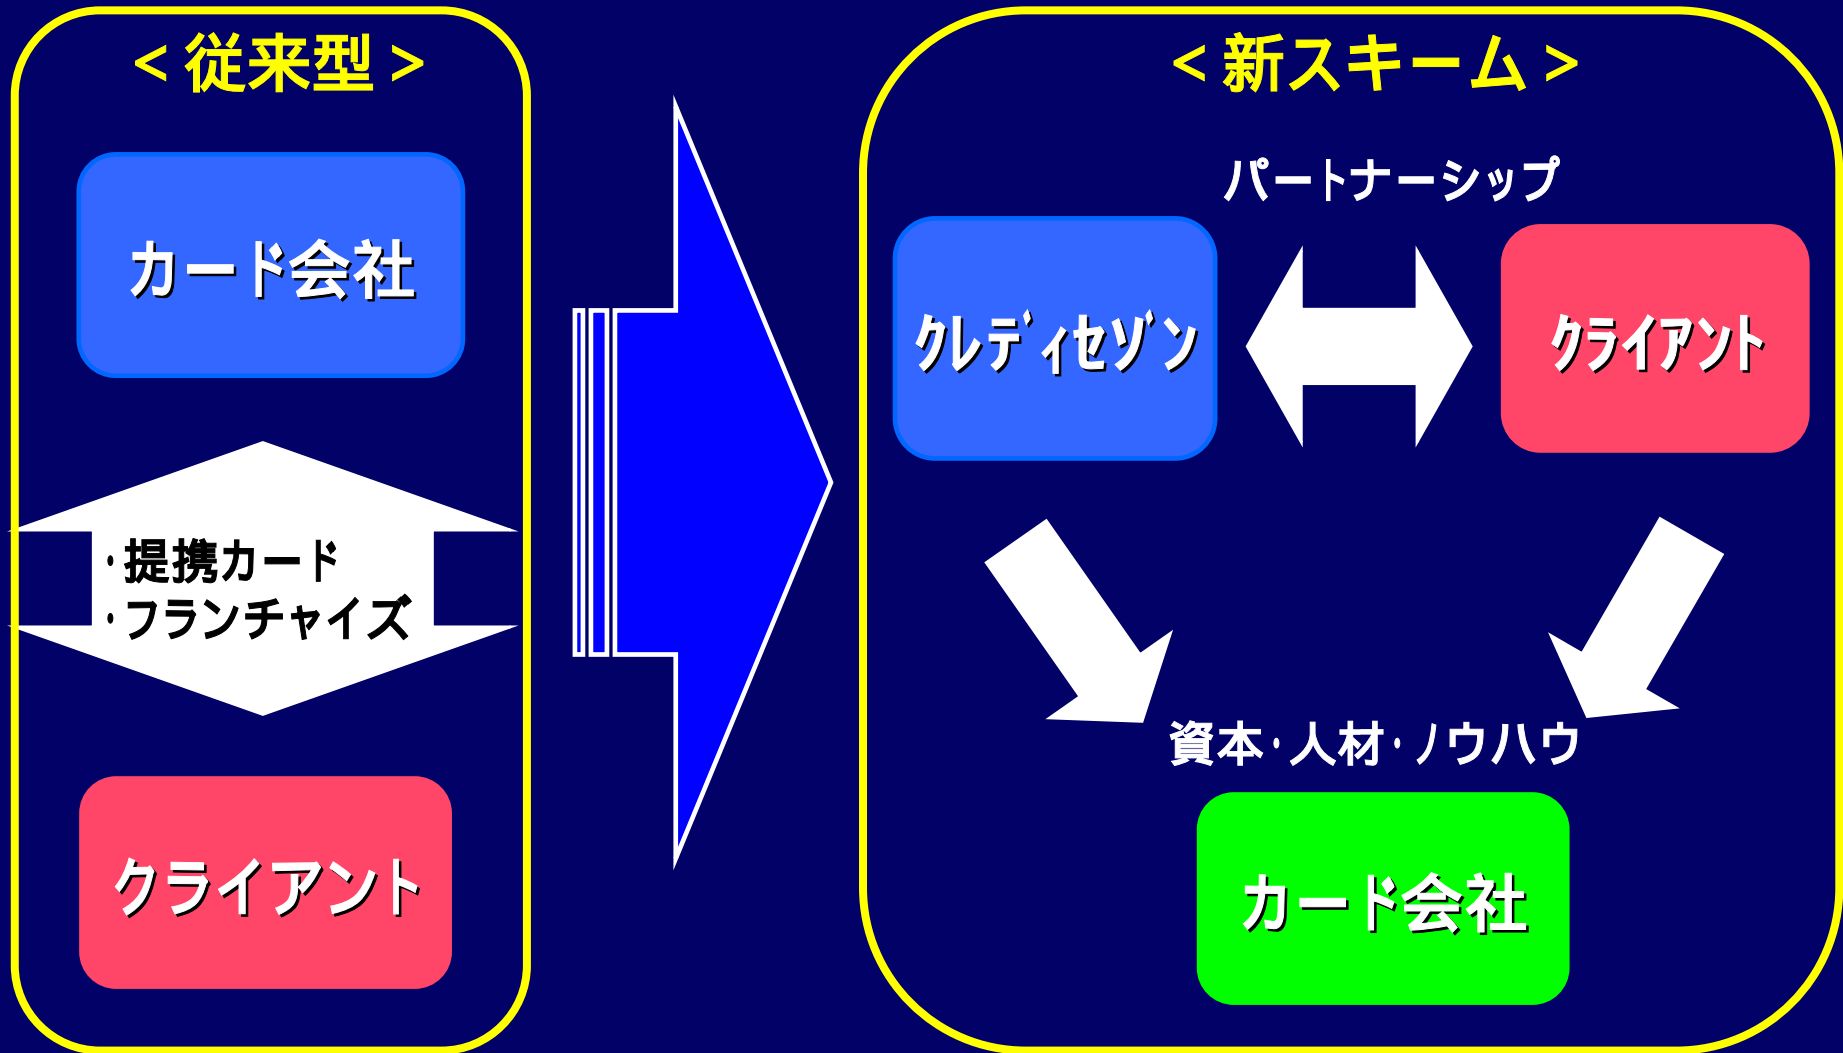 ＜従来型＞
カード会社
・提携カード
・フランチャイズ
クライアント
＜新スキーム＞
パートナーシップ
ｸﾚﾃﾞｨｾｿﾞﾝ
ｸﾗｲｱﾝﾄ
資本・人材・ノウハウ
カード会社